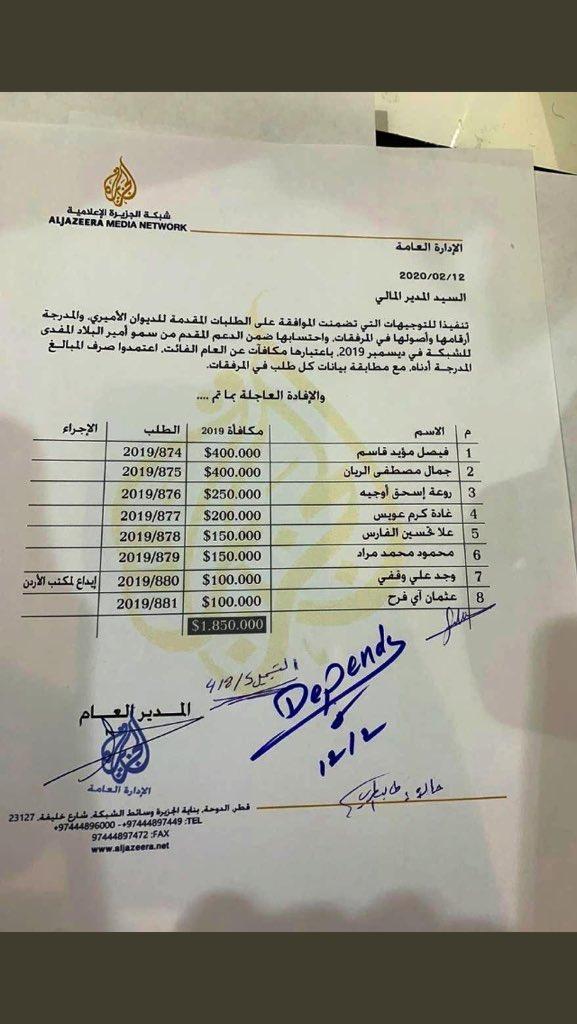 شبكة الجزيرة الإعلامية
ALJAZEERA MEDIA NETWORK
الإدارة العامة
2020/02/12
السيد المدير المالي
تنفيذا للتوجيهات التي تضمنت الموافقة على الطلبات المقدمة للديوان الأميري، والمدرجة
أرقامها وأصولها في المرفقات، واحتسابها ضمن الدعم المقدم من سمو أمير البلاد المفدى
للشبكة في ديسمبر 2019، باعتبارها مكافآت عن العام الفائت، اعتمدوا صرف المبالغ
المدرجة أدناه، مع مطابقة بيانات كل طلب في المرفقات.
والإفادة العاجلة بما تم ....
م الاسم مكافأة 2019 الطلب الإجراء
1 فيصل مؤيد قاسم $400.000 2019/874
2 جمال مصطفى الريان $400.000 2019/875
3 روعة إسحق أوجيه $250.000 2019/876
4 غادة كرم عويس $200.000 2019/877
5 علا تحسين الفارس $150.000 2019/878
6 محمود محمد مراد $150.000 2019/879
7 وجد علي وقفي $100.000 2019/880 إيداع لمكتب الأردن
8 عثمان آي فرح $100.000 2019/881
$1.850.000
Depends
12/2
المدير العام
الإدارة العامة
قطر، الدوحة، بناية الجزيرة وسائط الشبكة، شارع خليفة، 23127
+97444896000 -+97444897449 :TEL
97444897472 :FAX
www.aljazeera.net